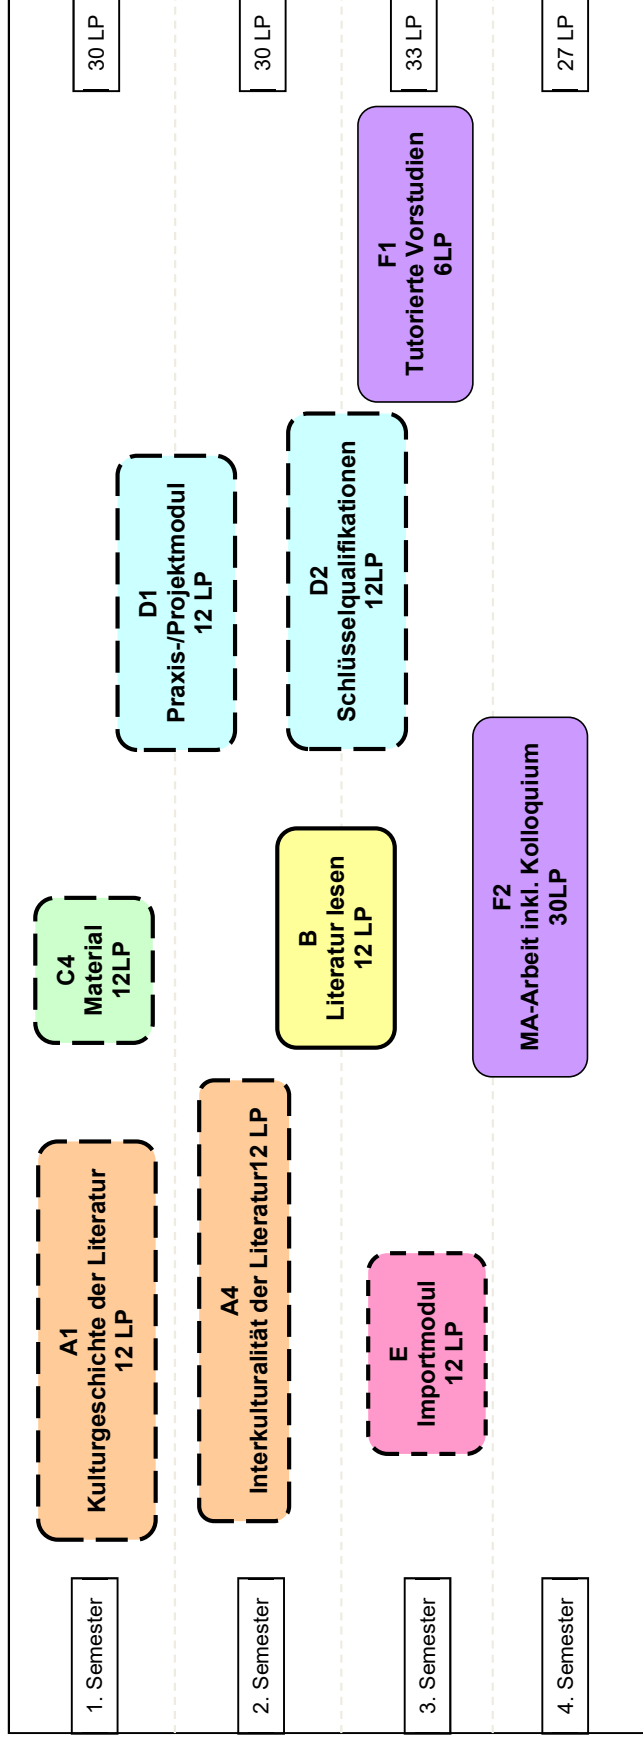 1. Semester
A1
Kulturgeschichte der Literatur
12 LP
C4
Material
12LP
30 LP
D1
Praxis-/Projektmodul
12 LP
2. Semester
A4
Interkulturalität der Literatur12 LP
30 LP
B
Literatur lesen
12 LP
D2
Schlüsselqualifikationen
12LP
3. Semester
E
Importmodul
12 LP
F1
Tutorierte Vorstudien
6LP
33 LP
4. Semester
F2
MA-Arbeit inkl. Kolloquium
30LP
27 LP